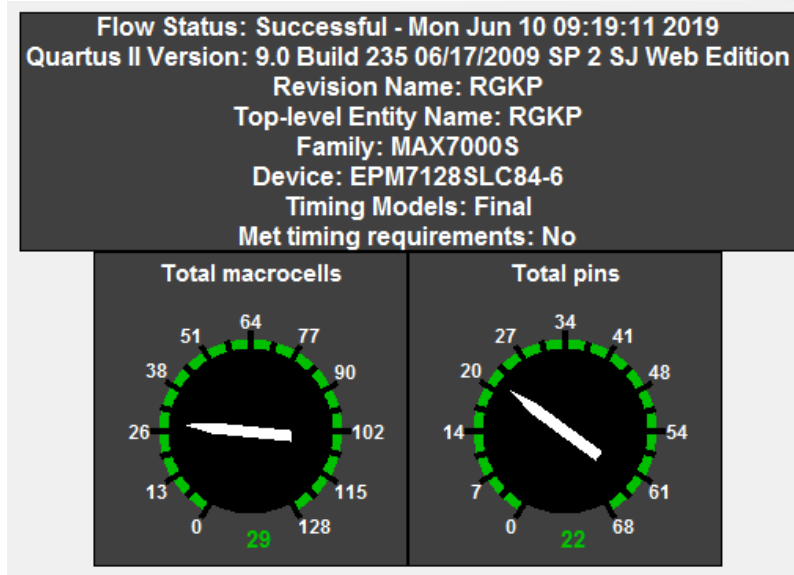 Flow Status: Successful - Mon Jun 10 09:19:11 2019
Quartus II Version: 9.0 Build 235 06/17/2009 SP 2 SJ Web Edition
Revision Name: RGKP
Top-level Entity Name: RGKP
Family: MAX7000S
Device: EPM7128SLC84-6
Timing Models: Final
Met timing requirements: No
Total macrocells
0
13
26
38
51
64
77
90
102
115
128
29
Total pins
0
7
14
20
27
34
41
48
54
61
68
22